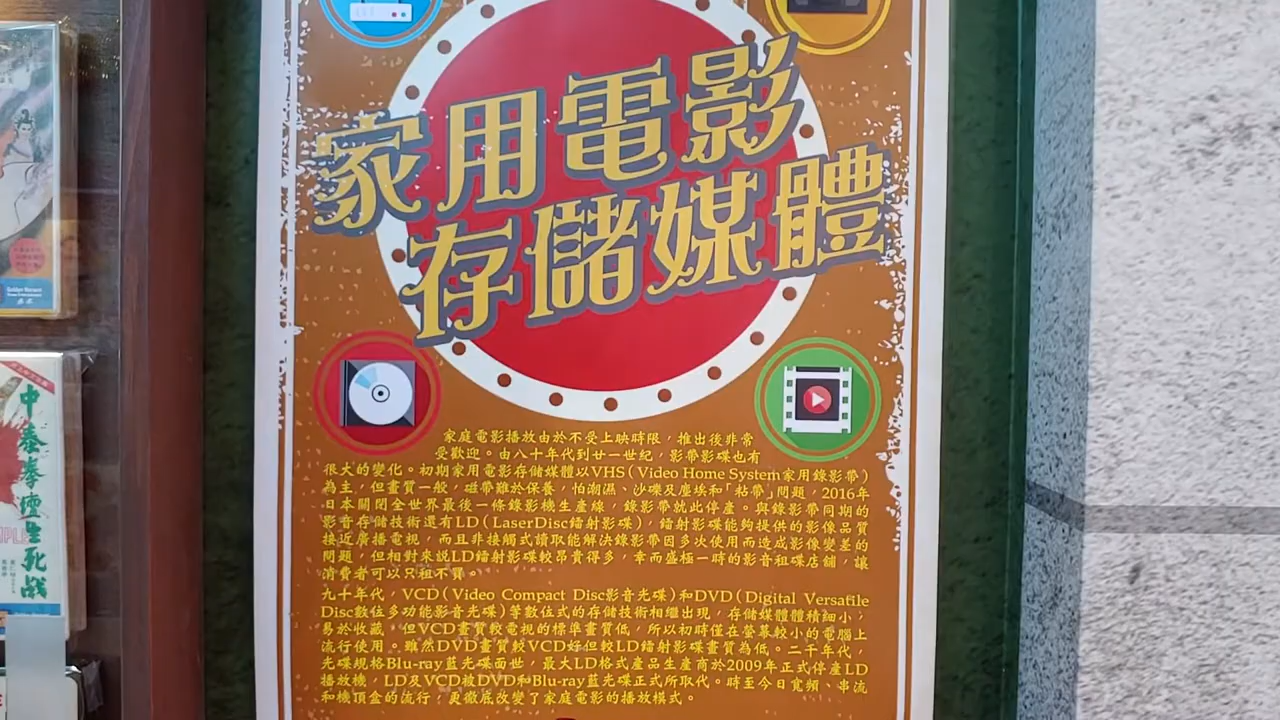 家用電影
存儲媒體
家庭電影播放由於不受上映時限，推出後非常
受歡迎。由八十年代到廿一世紀，影帶影碟也有
很大的變化。初期家用電影存儲媒體以VHS（Video Home System家用錄影帶）
為主，但畫質一般，磁帶難於保養，怕潮濕、沙礫及塵埃和「粘帶」問題，2016年
日本關閉全世界最後一條錄影機生產線，錄影帶就此停產。與錄影帶同期的
影音存儲技術還有LD（LaserDisc鐳射影碟），鐳射影碟能夠提供的影像品質
接近廣播電視，而且非接觸式讀取能解決錄影帶因多次使用而造成影像變差的
問題，但相對來説LD鐳射影碟較昂貴得多，幸而盛極一時的影音租碟店舖，讓
消費者可以只租不買。
九十年代，VCD（Video Compact Disc影音光碟）和DVD（Digital Versatile
Disc數位多功能影音光碟）等數位式的存儲技術相繼出現，存儲媒體體積細小，
易於收藏，但VCD畫質較電視的標準畫質低，所以初時僅在螢幕較小的電腦上
流行使用。雖然DVD畫質較VCD好但較LD鐳射影碟畫質為低。二千年代，
光碟規格Blu-ray藍光碟面世，最大LD格式產品生產商於2009年正式停產LD
播放機，LD及VCD被DVD和Blu-ray藍光碟正式所取代。時至今日寬頻、串流
和機頂盒的流行，更徹底改變了家庭電影的播放模式。
中泰拳壇生死战